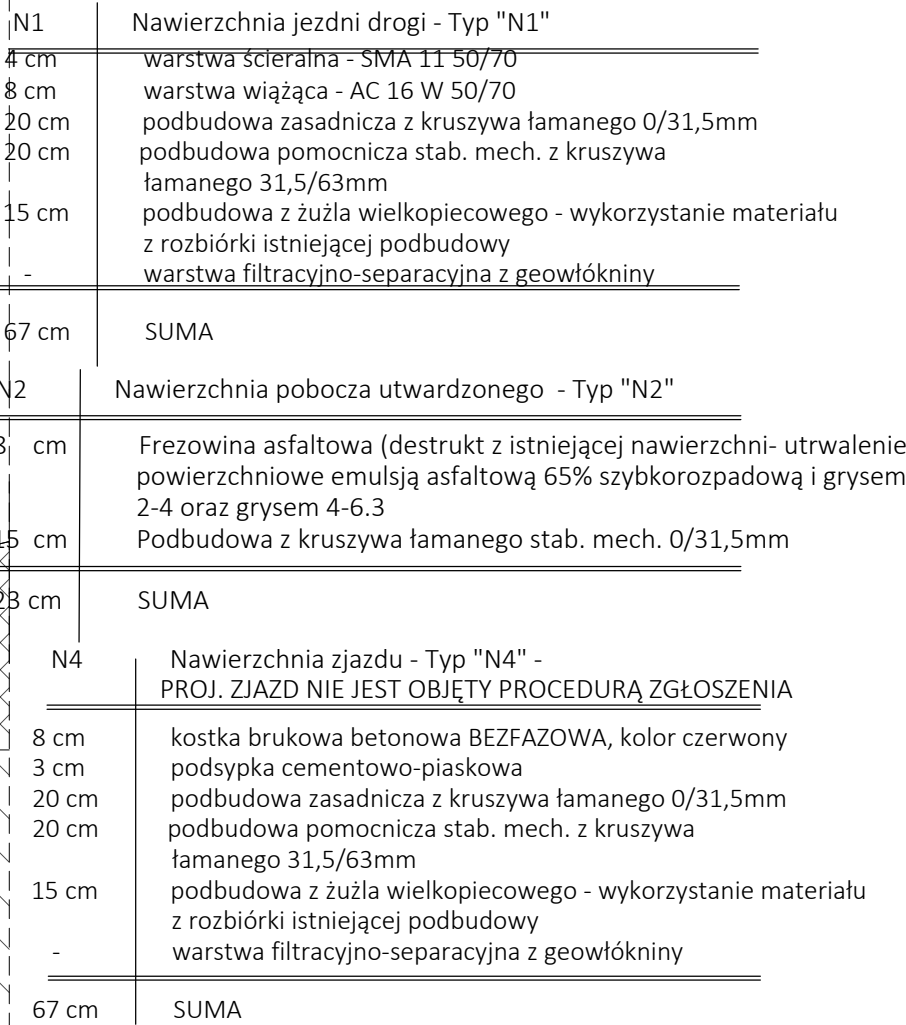 N1 Nawierzchnia jezdni drogi - Typ "N1"
4 cm warstwa ścieralna - SMA 11 50/70
8 cm warstwa wiążąca - AC 16 W 50/70
20 cm podbudowa zasadnicza z kruszywa łamanego 0/31,5mm
20 cm podbudowa pomocnicza stab. mech. z kruszywa
łamanego 31,5/63mm
15 cm podbudowa z żużla wielkopiecowego - wykorzystanie materiału
z rozbiórki istniejącej podbudowy
- warstwa filtracyjno-separacyjna z geowłókniny
67 cm SUMA
N2 Nawierzchnia pobocza utwardzonego - Typ "N2"
8 cm Frezowina asfaltowa (destrukt z istniejącej nawierzchni- utrwalenie
powierzchniowe emulsją asfaltową 65% szybkorozpadową i grysem
2-4 oraz grysem 4-6.3
15 cm Podbudowa z kruszywa łamanego stab. mech. 0/31,5mm
23 cm SUMA
N4 Nawierzchnia zjazdu - Typ "N4" -
PROJ. ZJAZD NIE JEST OBJĘTY PROCEDURĄ ZGŁOSZENIA
8 cm kostka brukowa betonowa BEZFAZOWA, kolor czerwony
3 cm podsypka cementowo-piaskowa
20 cm podbudowa zasadnicza z kruszywa łamanego 0/31,5mm
20 cm podbudowa pomocnicza stab. mech. z kruszywa
łamanego 31,5/63mm
15 cm podbudowa z żużla wielkopiecowego - wykorzystanie materiału
z rozbiórki istniejącej podbudowy
- warstwa filtracyjno-separacyjna z geowłókniny
67 cm SUMA